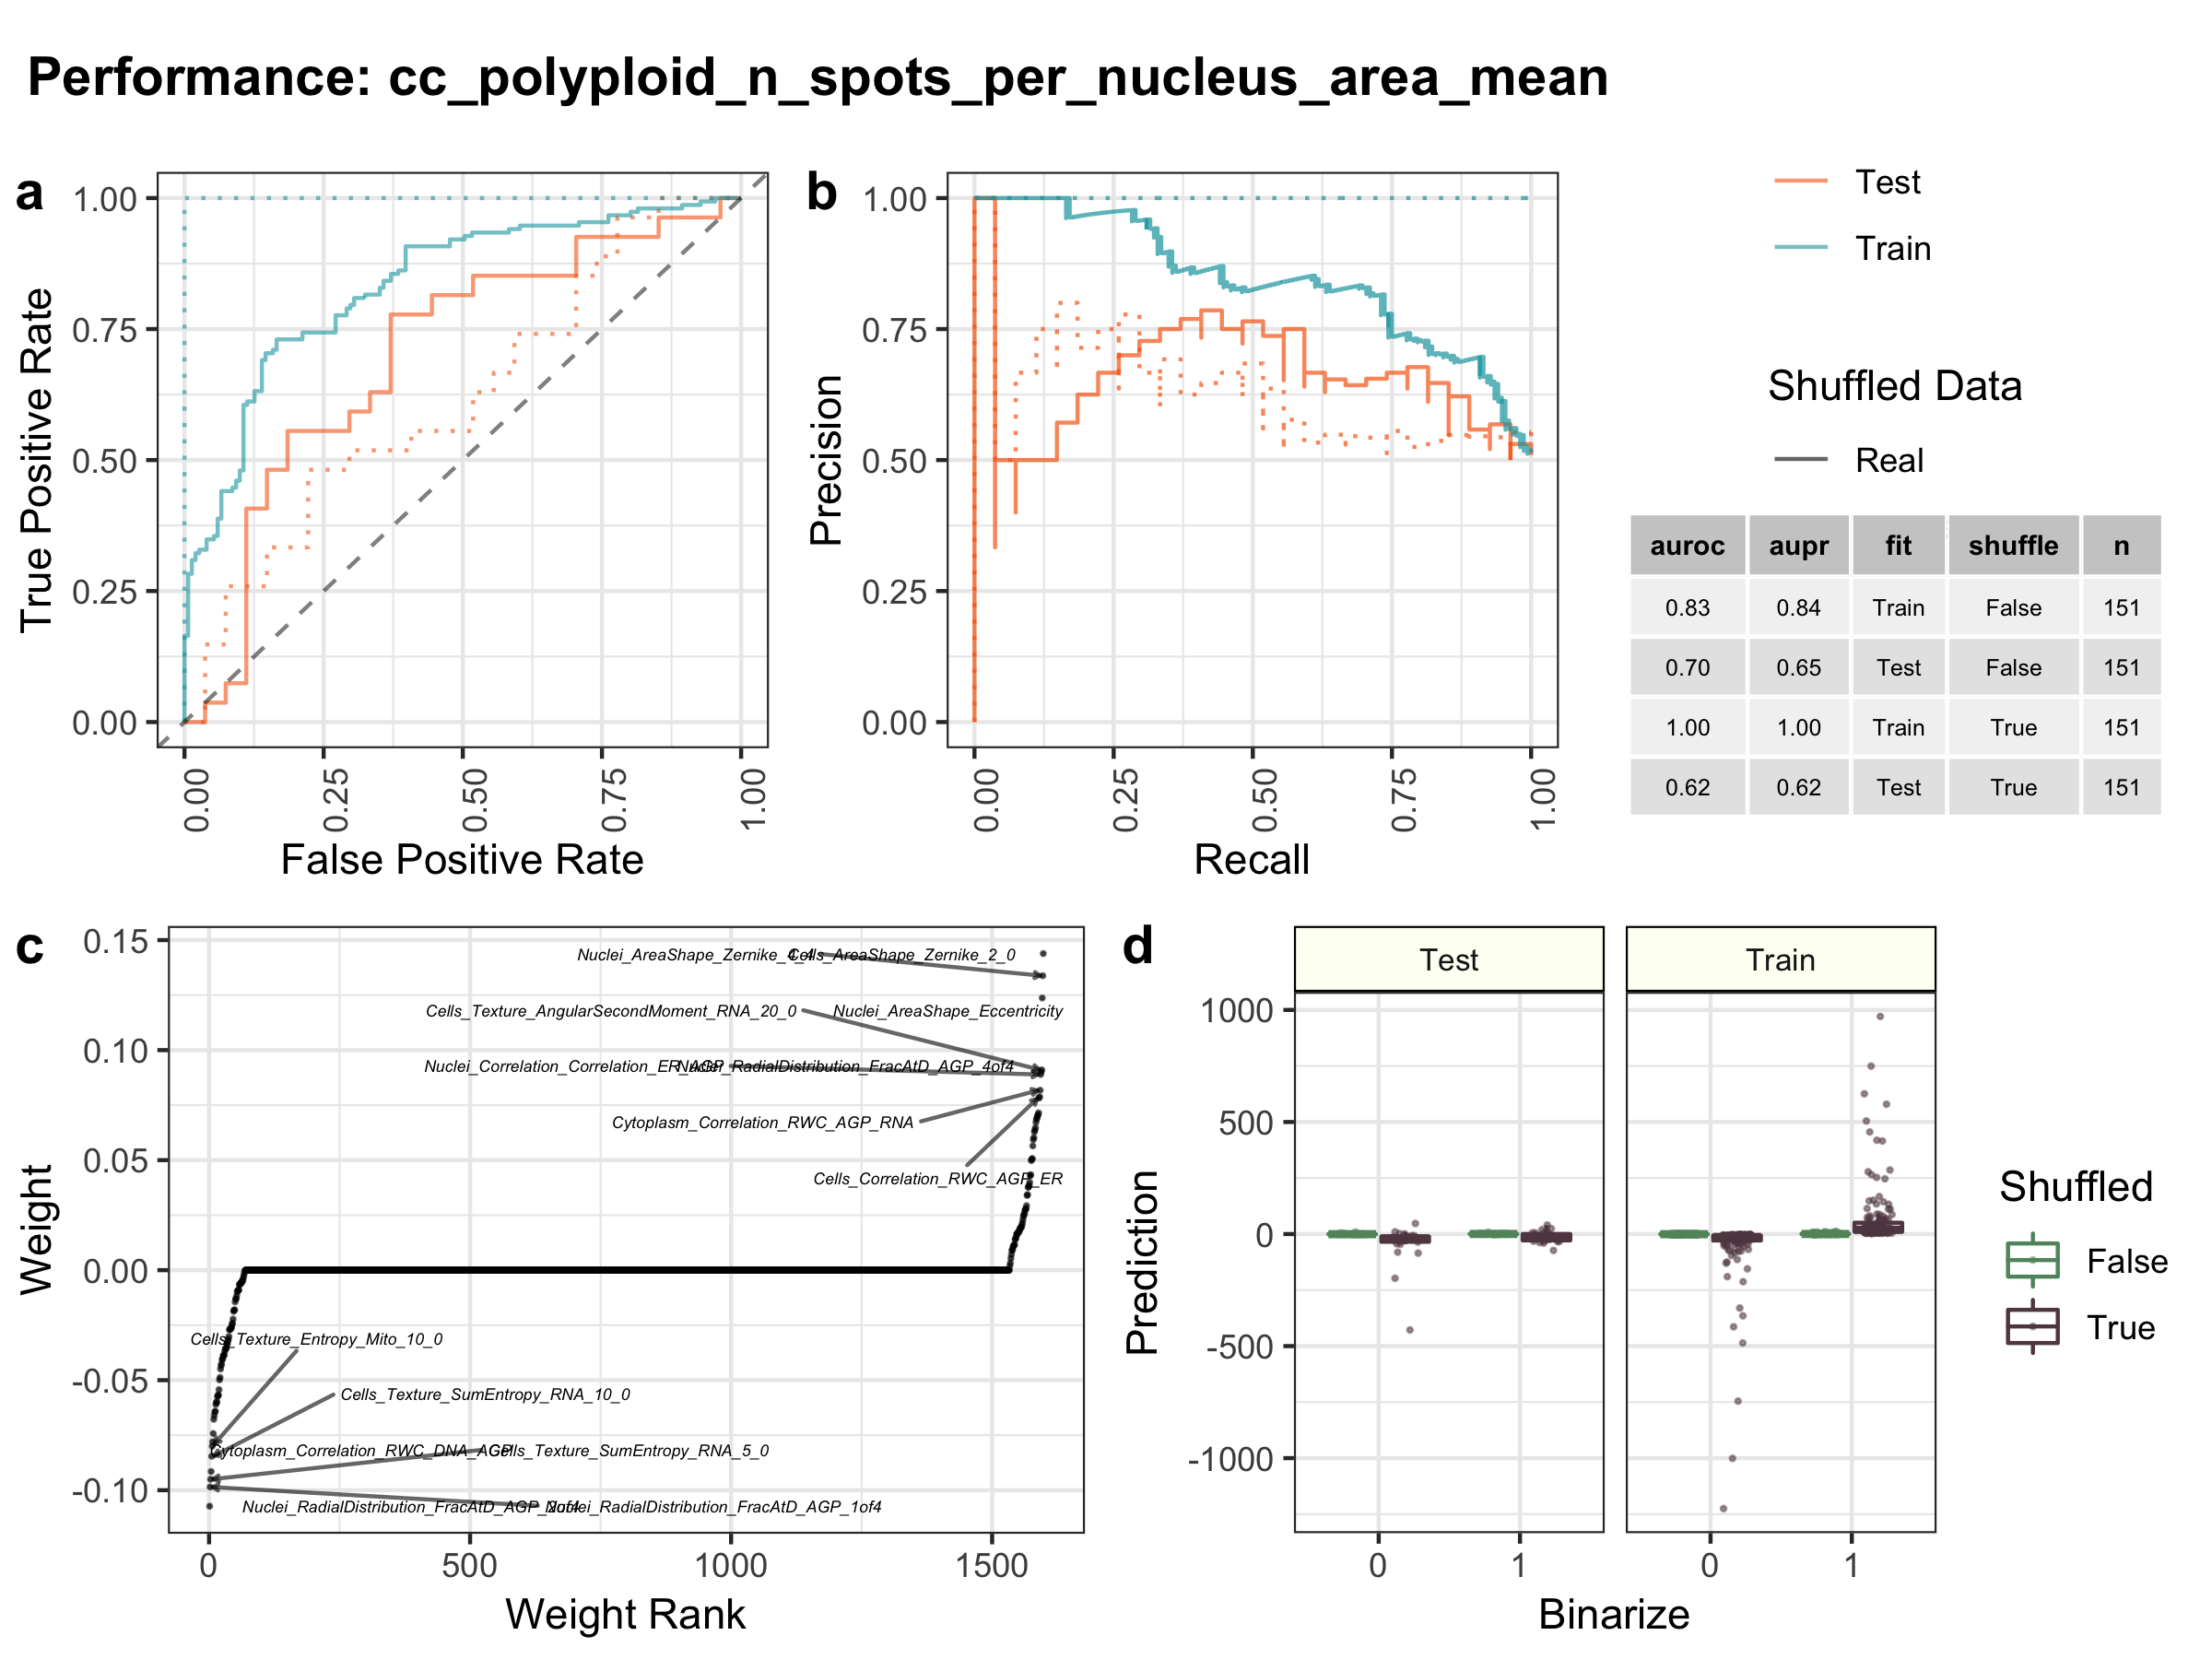 Performance: cc_polyploid_n_spots_per_nucleus_area_mean
a
1.00
0.75
0.50
0.25
0.00
True Positive Rate
0.00
0.25
0.50
0.75
1.00
False Positive Rate
b
1.00
0.75
0.50
0.25
0.00
Precision
0.00
0.25
0.50
0.75
1.00
Recall
Test
Train
Shuffled Data
Real
auroc aupr fit shuffle n
0.83 0.84 Train False 151
0.70 0.65 Test False 151
1.00 1.00 Train True 151
0.62 0.62 Test True 151
c
0.15
0.10
0.05
0.00
-0.05
-0.10
Weight
Nuclei_AreaShape_Zernike_4_4
Cells_AreaShape_Zernike_2_0
Cells_Texture_AngularSecondMoment_RNA_20_0
Nuclei_AreaShape_Eccentricity
Nuclei_Correlation_Correlation_ER_AGP
Nuclei_RadialDistribution_FracAtD_AGP_4of4
Cytoplasm_Correlation_RWC_AGP_RNA
Cells_Correlation_RWC_AGP_ER
Cells_Texture_Entropy_Mito_10_0
Cells_Texture_SumEntropy_RNA_10_0
Cytoplasm_Correlation_RWC_DNA_AGP
Cells_Texture_SumEntropy_RNA_5_0
Nuclei_RadialDistribution_FracAtD_AGP_2of4
Nuclei_RadialDistribution_FracAtD_AGP_1of4
0
500
1000
1500
Weight Rank
d
Test
Train
1000
500
0
-500
-1000
Prediction
0
1
0
1
Binarize
Shuffled
False
True